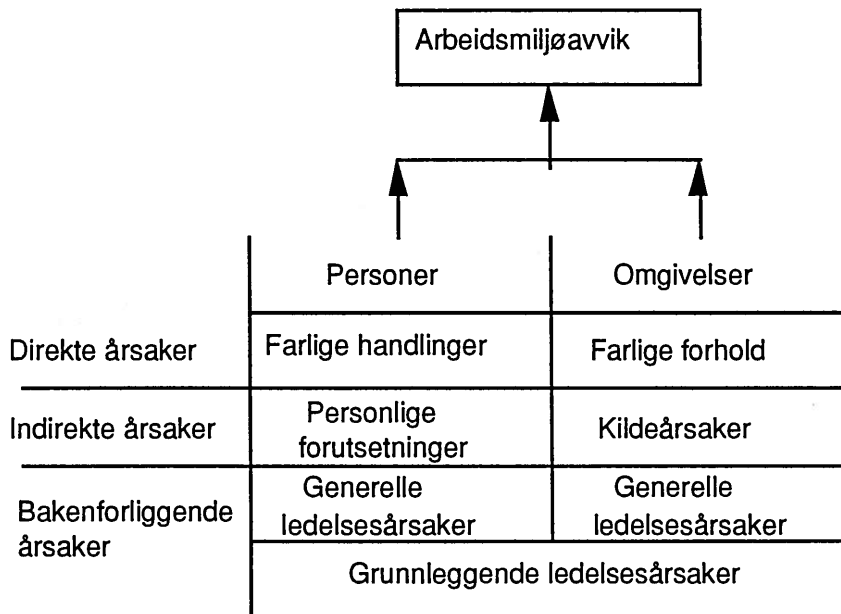 Arbeidsmiljøavvik
Personer Omgivelser
Direkte årsaker Farlige handlinger Farlige forhold
Indirekte årsaker Personlige forutsetninger Kildeårsaker
Bakenforliggende årsaker Generelle ledelsesårsaker Generelle ledelsesårsaker
Grunnleggende ledelsesårsaker